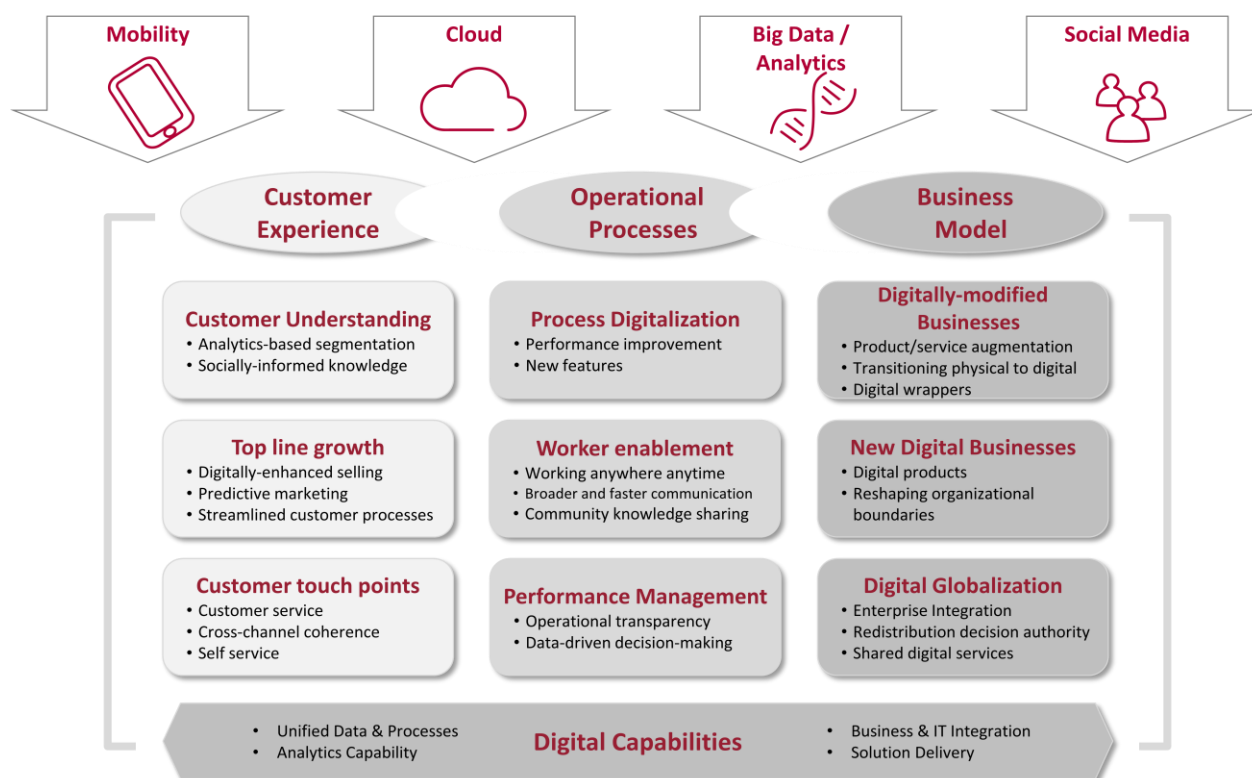 Mobility
Cloud
Big Data /
Analytics
Social Media
Customer
Experience
Operational
Processes
Business
Model
Customer Understanding
• Analytics-based segmentation
• Socially-informed knowledge
Process Digitalization
• Performance improvement
• New features
Digitally-modified
Businesses
• Product/service augmentation
• Transitioning physical to digital
• Digital wrappers
Top line growth
• Digitally-enhanced selling
• Predictive marketing
• Streamlined customer processes
Worker enablement
• Working anywhere anytime
• Broader and faster communication
• Community knowledge sharing
New Digital Businesses
• Digital products
• Reshaping organizational
boundaries
Customer touch points
• Customer service
• Cross-channel coherence
• Self service
Performance Management
• Operational transparency
• Data-driven decision-making
Digital Globalization
• Enterprise Integration
• Redistribution decision authority
• Shared digital services
• Unified Data & Processes
• Analytics Capability
Digital Capabilities
• Business & IT Integration
• Solution Delivery